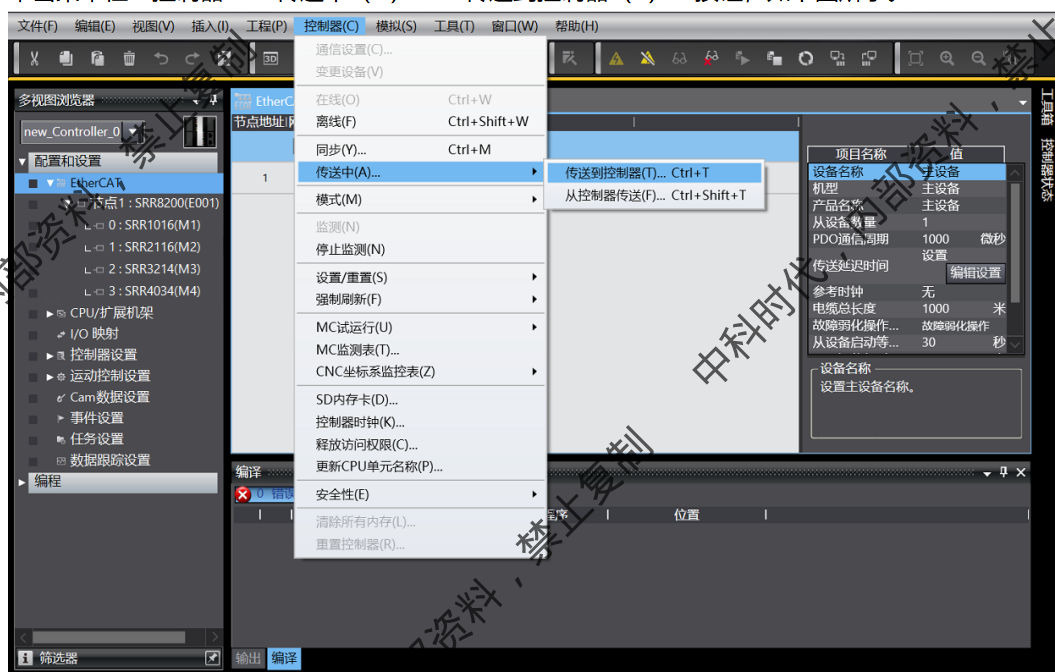 文件(F) 编辑(E) 视图(V) 插入(I) 工程(P) 控制器(C) 模拟(S) 工具(T) 窗口(W) 帮助(H)
多视图浏览器
new_Controller_0
配置和设置
EtherCAT
节点1 : SRR8200(E001)
0 : SRR1016(M1)
1 : SRR2116(M2)
2 : SRR3214(M3)
3 : SRR4034(M4)
CPU/扩展机架
I/O 映射
控制器设置
运动控制设置
Cam数据设置
事件设置
任务设置
数据跟踪设置
编程
筛选器
EtherC
节点地址
1
通信设置(C)...
变更设备(V)
在线(O) Ctrl+W
离线(F) Ctrl+Shift+W
同步(Y)... Ctrl+M
传送中(A)...
模式(M)
监测(N)
停止监测(N)
设置/重置(S)
强制刷新(F)
MC试运行(U)
MC监测表(T)...
CNC坐标系监控表(Z)
SD内存卡(D)...
控制器时钟(K)...
释放访问权限(C)...
更新CPU单元名称(P)...
安全性(E)
清除所有内存(L)...
重置控制器(R)...
传送到控制器(T)... Ctrl+T
从控制器传送(F)... Ctrl+Shift+T
项目名称 值
设备名称 主设备
机型 主设备
产品名称 主设备
从设备数量 1
PDO通信周期 1000 微秒
传送延迟时间 设置
编辑设置
参考时钟 无
电缆总长度 1000 米
故障弱化操作... 故障弱化操作
从设备启动等... 30 秒
设备名称
设置主设备名称。
工具箱
控制器状态
编译
0 错误
程序 位置
输出 编译
中科时代，内部资料，禁止复制